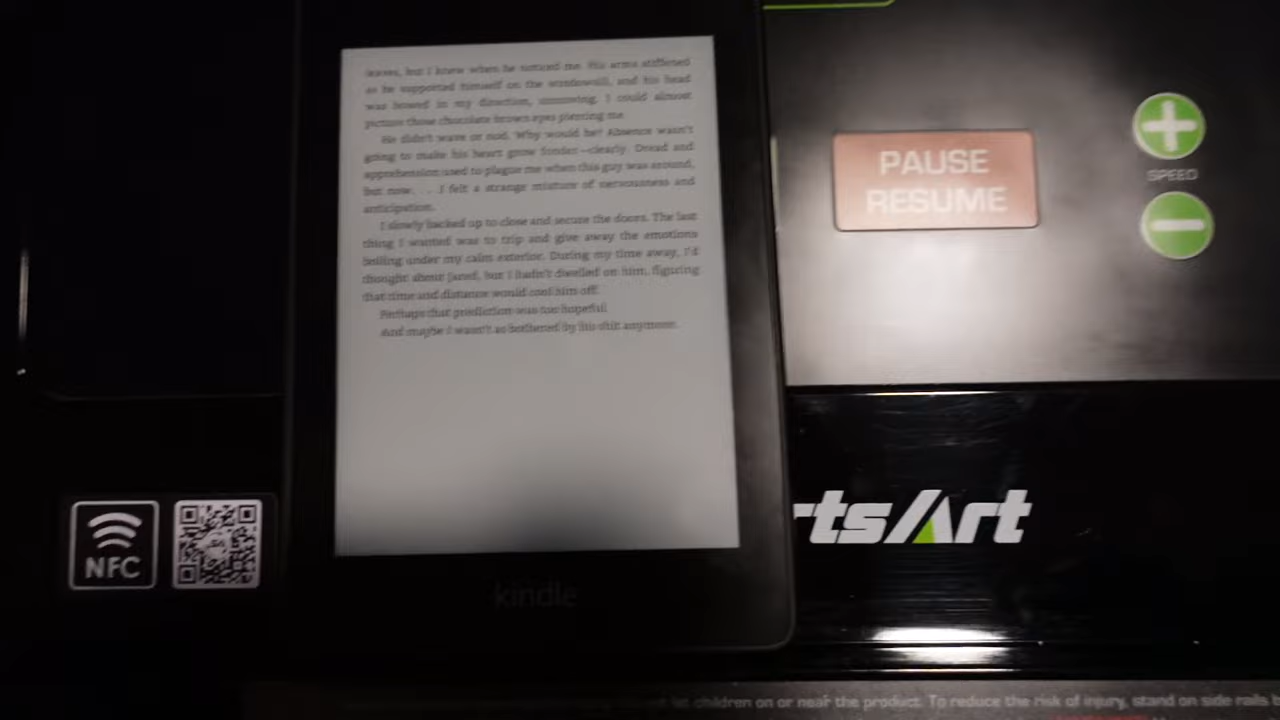 leaves, but I knew when he noticed me. His arms stiffened
as he supported himself on the windowsill, and his head
was bowed in my direction, unmoving. I could almost
picture those chocolate brown eyes piercing me.
He didn't wave or nod. Why would he? Absence wasn't
going to make his heart grow fonder—clearly. Dread and
apprehension used to plague me when this guy was around,
but now. . . .I felt a strange mixture of nervousness and
anticipation.
I slowly backed up to close and secure the doors. The last
thing I wanted was to trip and give away the emotions
boiling under my calm exterior. During my time away, I'd
thought about Jared, but I hadn't dwelled on him, figuring
that time and distance would cool him off.
Perhaps that prediction was too hopeful.
And maybe I wasn't as bothered by his shit anymore.
kindle
NFC
PAUSE
RESUME
SPEED
rtsArt
let children on or near the product. To reduce the risk of injury, stand on side rails